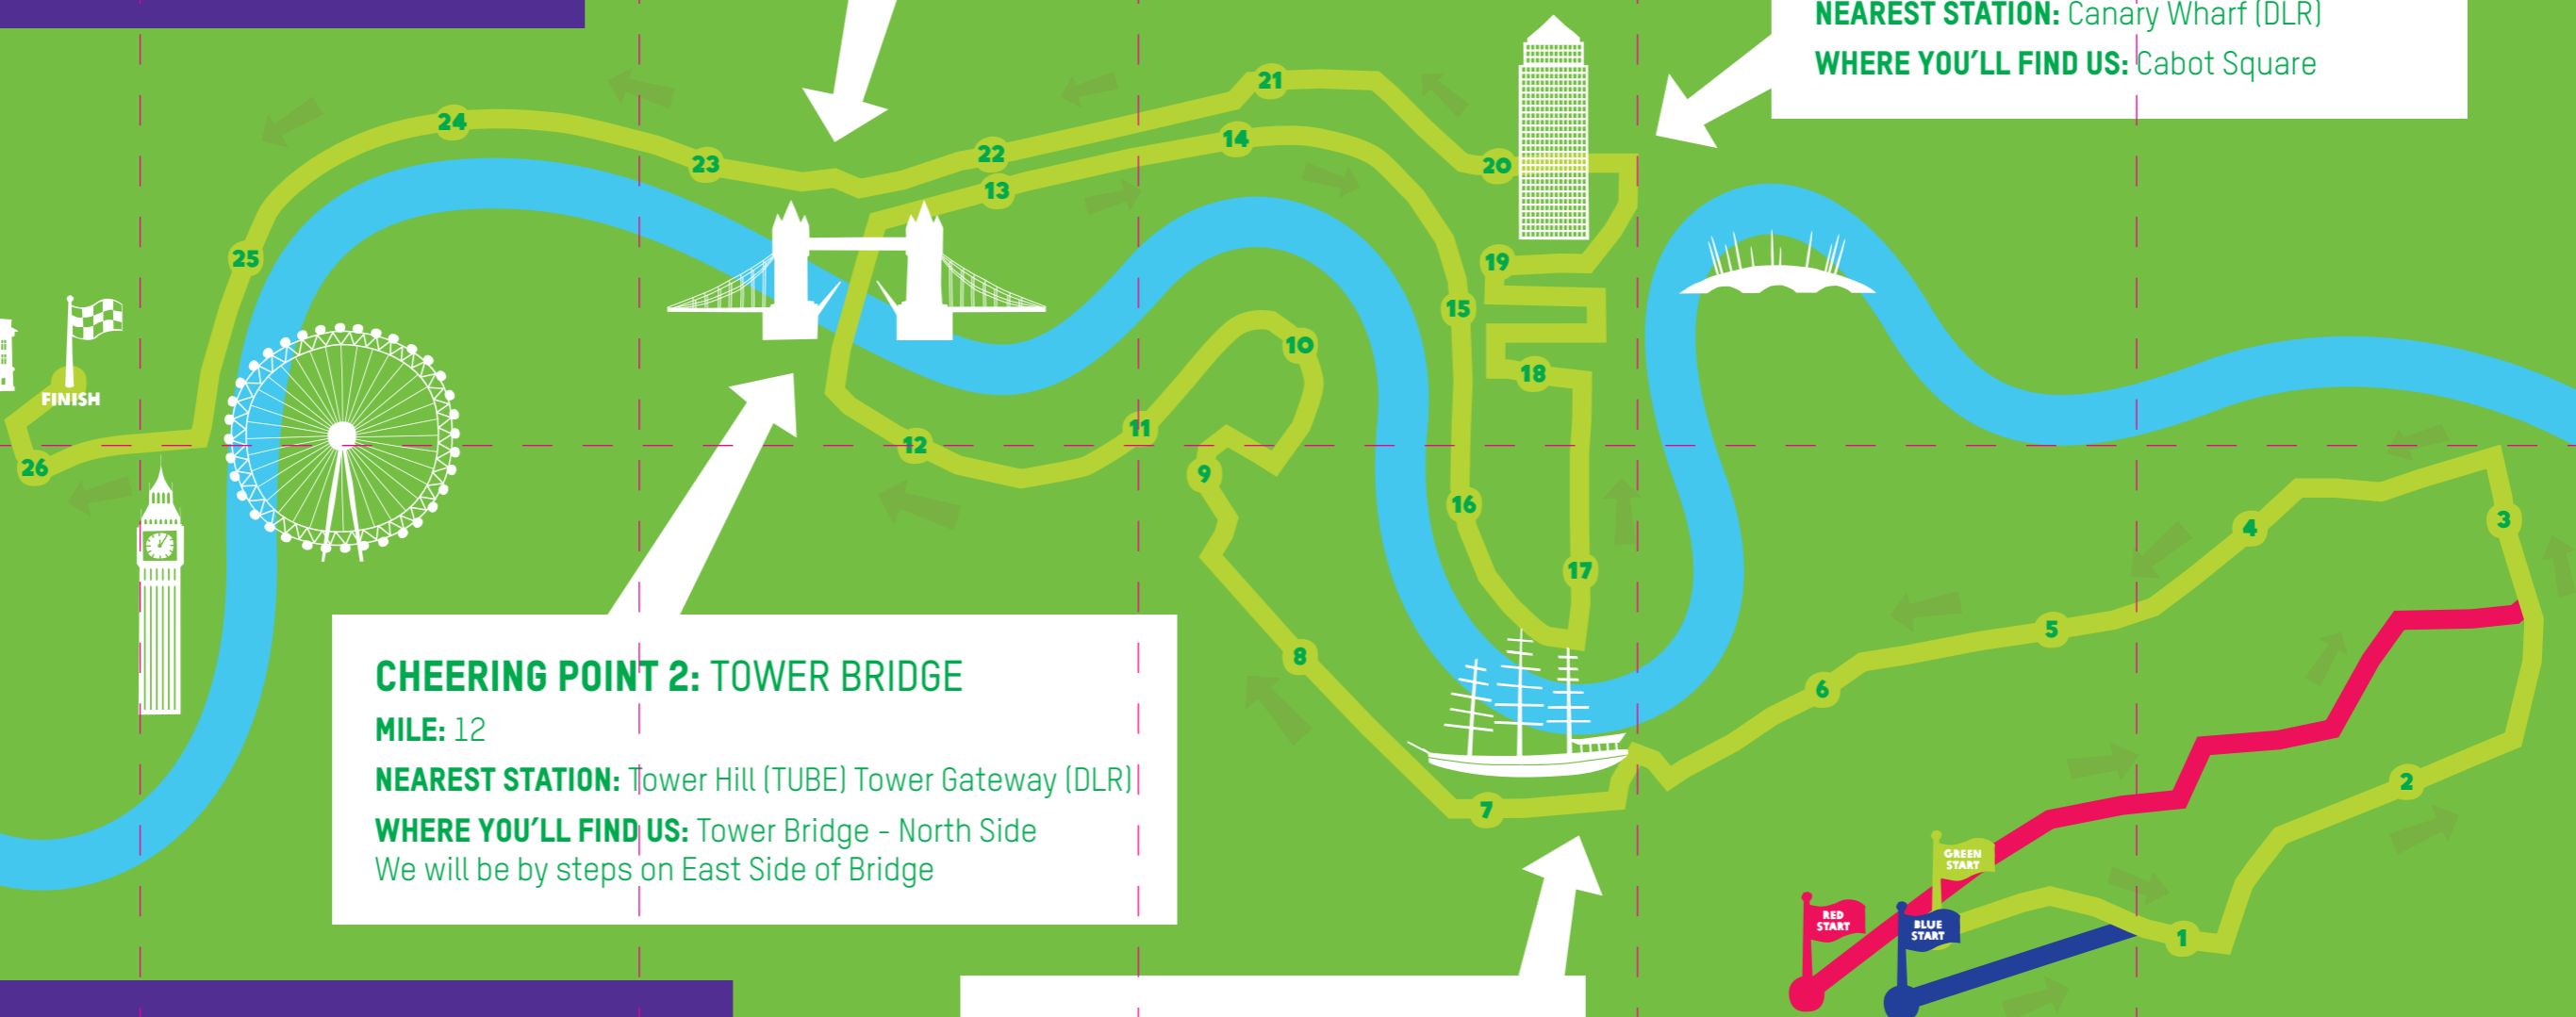 NEAREST STATION: Canary Wharf (DLR)
WHERE YOU'LL FIND US: Cabot Square
21
24
14
22
23
20
13
25
19
15
10
18
FINISH
11
12
26
9
16
3
4
17
5
8
6
CHEERING POINT 2: TOWER BRIDGE
MILE: 12
NEAREST STATION: Tower Hill (TUBE) Tower Gateway (DLR)
WHERE YOU'LL FIND US: Tower Bridge - North Side
We will be by steps on East Side of Bridge
7
2
GREEN
START
RED
START
BLUE
START
1